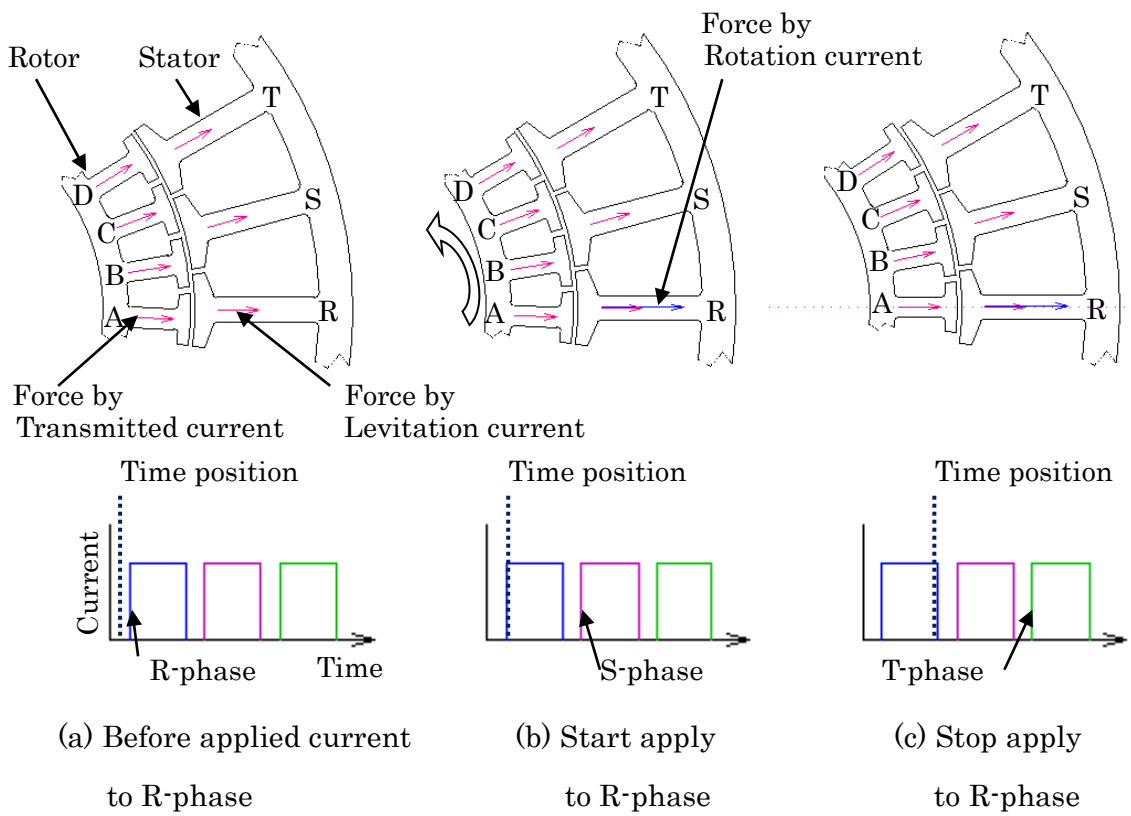 Rotor
Stator
T
D
C
S
B
A
R
Force by
Transmitted current
Force by
Levitation current
Force by
Rotation current
T
D
C
S
B
A
R
T
D
C
S
B
A
R
Time position
Current
R-phase
Time
Time position
S-phase
Time position
T-phase
(a) Before applied current
to R-phase
(b) Start apply
to R-phase
(c) Stop apply
to R-phase